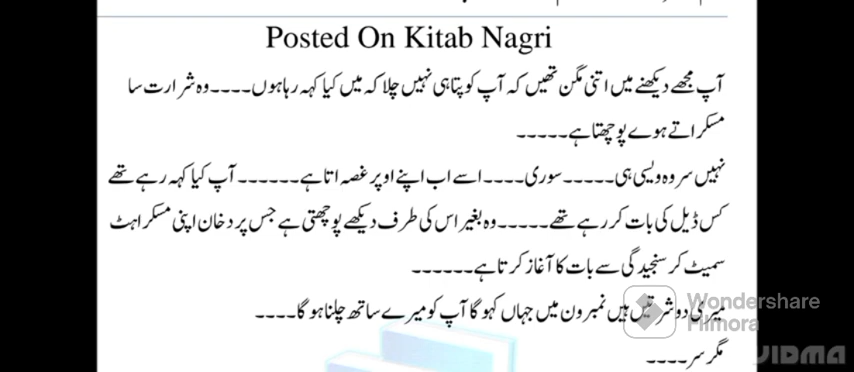 Posted On Kitab Nagri
آپ مجھے دیکھنے میں اتنی مگن تھیں کہ آپ کو پتا ہی نہیں چلا کہ میں کیا کہہ رہا ہوں۔۔۔۔وہ شرارت سا
مسکراتے ہوے پوچھتا ہے۔۔۔۔۔
نہیں سر وہ ویسی ہی۔۔۔۔۔سوری۔۔۔۔اسے اب اپنے اوپر غصہ اتا ہے۔۔۔۔۔۔آپ کیا کہہ رہے تھے
کس ڈیل کی بات کر رہے تھے۔۔۔۔۔وہ بغیر اس کی طرف دیکھے پوچھتی ہے جس پر دخان اپنی مسکراہٹ
سمیٹ کر سنجیدگی سے بات کا آغاز کرتا ہے۔۔۔۔۔۔
میری دو شرتیں ہیں نمبر ون میں جہاں کہو گا آپ کو میرے ساتھ چلنا ہو گا۔۔۔۔
Wondershare
Filmora
مگر سر۔۔۔۔
VIDMA